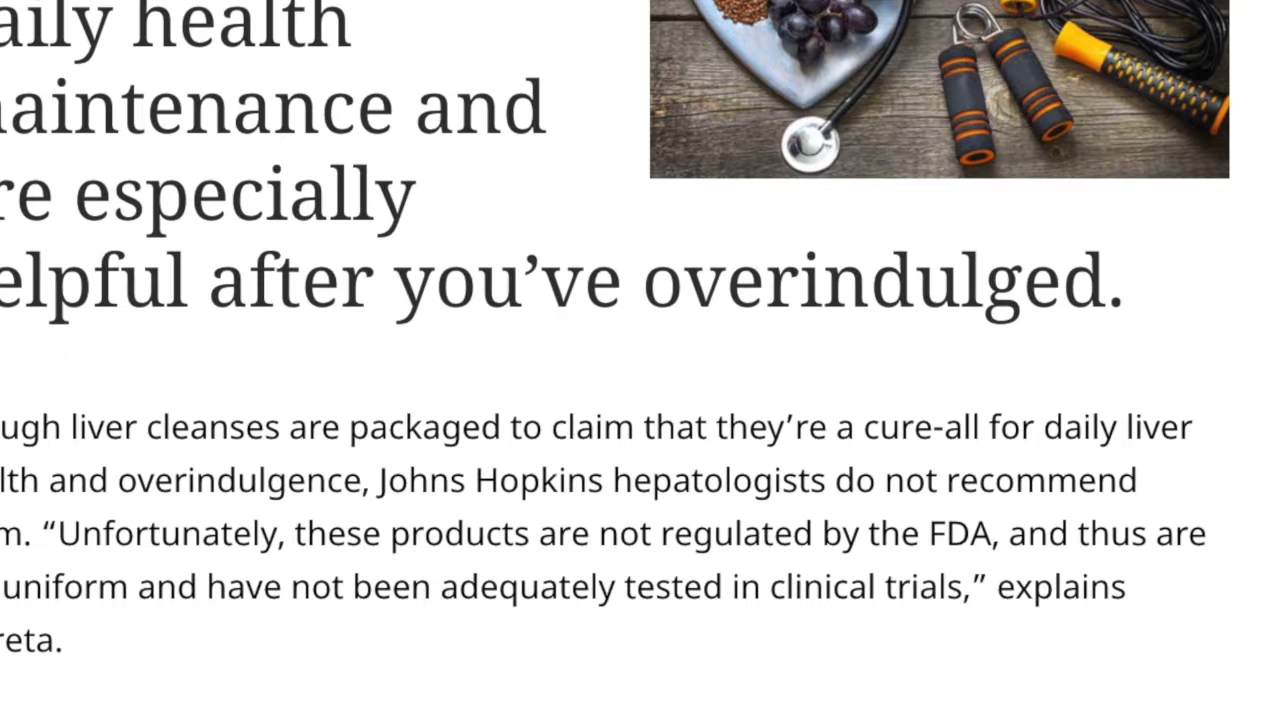 aily health
aintenance and
re especially
elpful after you’ve overindulged.
ugh liver cleanses are packaged to claim that they’re a cure-all for daily liver
lth and overindulgence, Johns Hopkins hepatologists do not recommend
m. “Unfortunately, these products are not regulated by the FDA, and thus are
uniform and have not been adequately tested in clinical trials,” explains
reta.